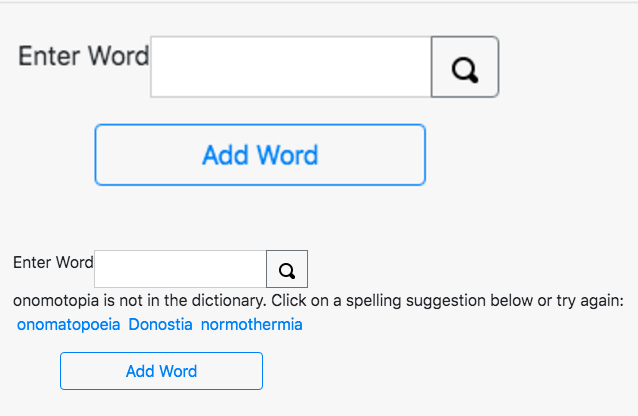 Enter Word
Add Word
Enter Word
onomotopia is not in the dictionary. Click on a spelling suggestion below or try again:
onomatopoeia Donostia normothermia
Add Word